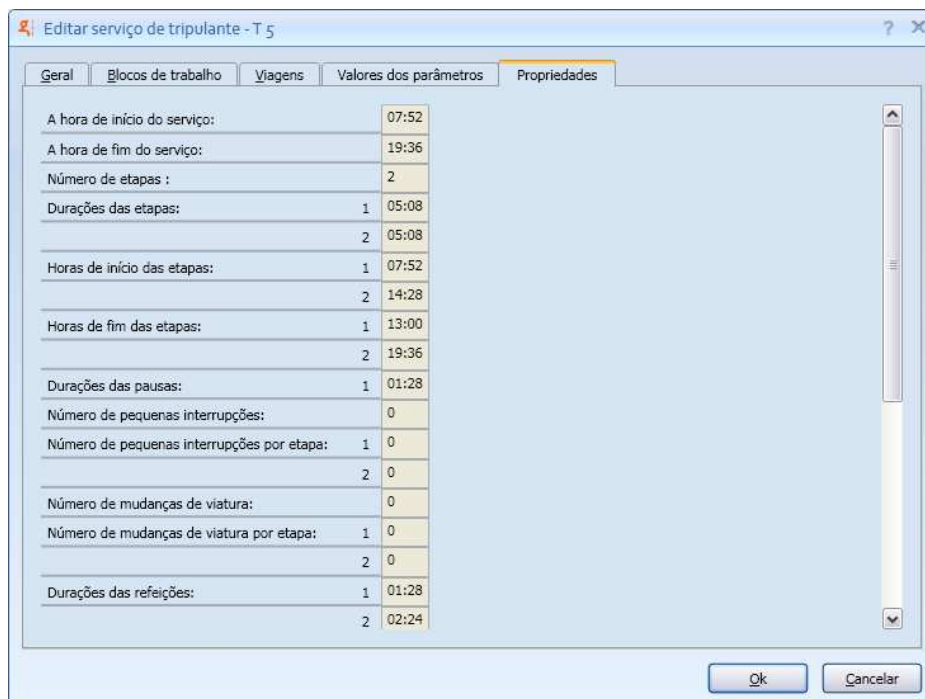 Editar serviço de tripulante - T 5 ? X
Geral Blocos de trabalho Viagens Valores dos parâmetros Propriedades
A hora de início do serviço: 07:52
A hora de fim do serviço: 19:36
Número de etapas : 2
Durações das etapas: 1 05:08
2 05:08
Horas de início das etapas: 1 07:52
2 14:28
Horas de fim das etapas: 1 13:00
2 19:36
Durações das pausas: 1 01:28
Número de pequenas interrupções: 0
Número de pequenas interrupções por etapa: 1 0
2 0
Número de mudanças de viatura: 0
Número de mudanças de viatura por etapa: 1 0
2 0
Durações das refeições: 1 01:28
2 02:24
Ok Cancelar